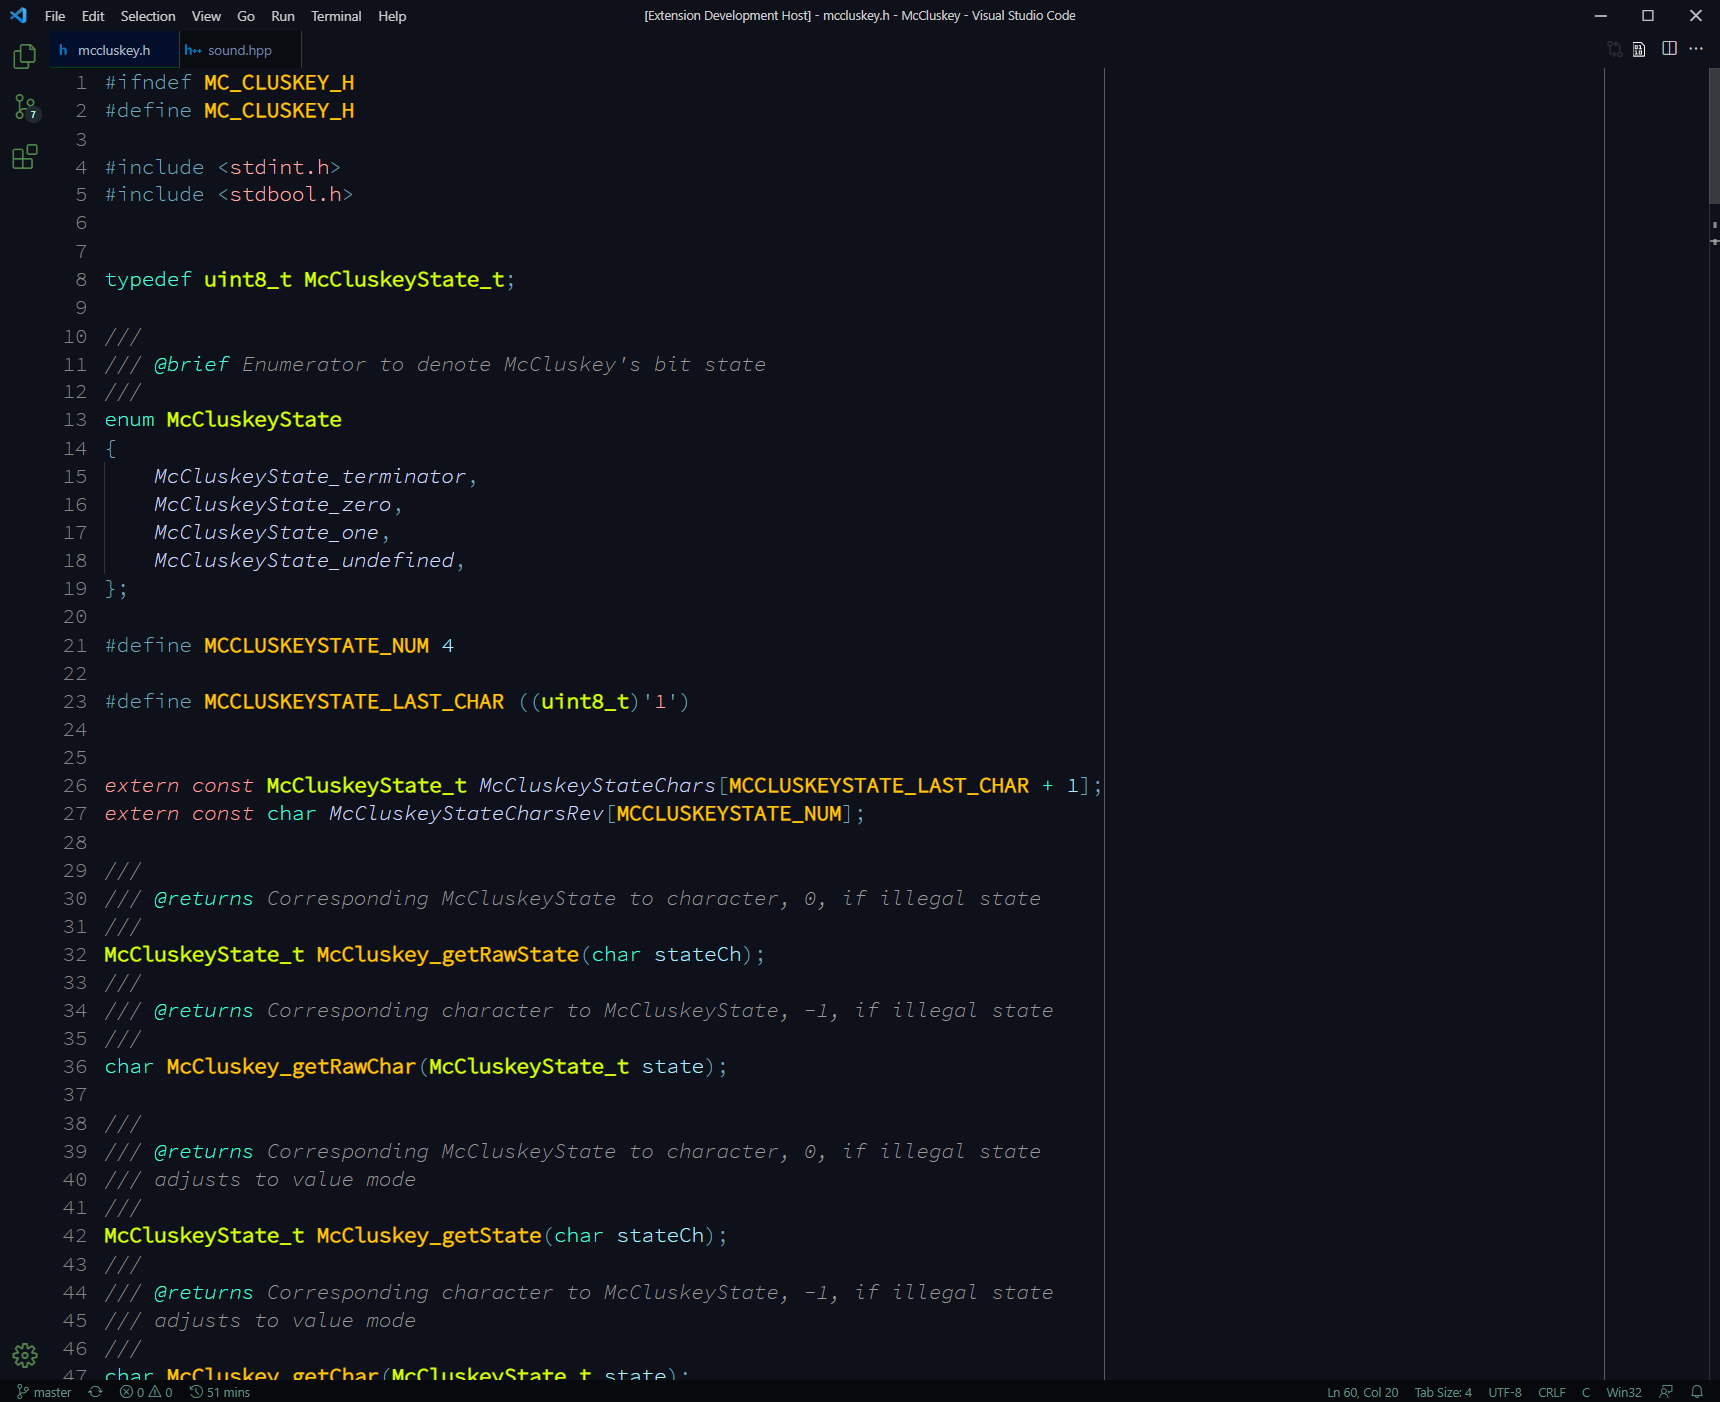 File Edit Selection View Go Run Terminal Help [Extension Development Host] - mccluskey.h - McCluskey - Visual Studio Code
h mccluskey.h h++ sound.hpp
7
1 #ifndef MC_CLUSKEY_H
2 #define MC_CLUSKEY_H
3
4 #include <stdint.h>
5 #include <stdbool.h>
6
7
8 typedef uint8_t McCluskeyState_t;
9
10 ///
11 /// @brief Enumerator to denote McCluskey's bit state
12 ///
13 enum McCluskeyState
14 {
15     McCluskeyState_terminator,
16     McCluskeyState_zero,
17     McCluskeyState_one,
18     McCluskeyState_undefined,
19 };
20
21 #define MCCLUSKEYSTATE_NUM 4
22
23 #define MCCLUSKEYSTATE_LAST_CHAR ((uint8_t)'1')
24
25
26 extern const McCluskeyState_t McCluskeyStateChars[MCCLUSKEYSTATE_LAST_CHAR + 1];
27 extern const char McCluskeyStateCharsRev[MCCLUSKEYSTATE_NUM];
28
29 ///
30 /// @returns Corresponding McCluskeyState to character, 0, if illegal state
31 ///
32 McCluskeyState_t McCluskey_getRawState(char stateCh);
33 ///
34 /// @returns Corresponding character to McCluskeyState, -1, if illegal state
35 ///
36 char McCluskey_getRawChar(McCluskeyState_t state);
37
38 ///
39 /// @returns Corresponding McCluskeyState to character, 0, if illegal state
40 /// adjusts to value mode
41 ///
42 McCluskeyState_t McCluskey_getState(char stateCh);
43 ///
44 /// @returns Corresponding character to McCluskeyState, -1, if illegal state
45 /// adjusts to value mode
46 ///
47 char McCluskey_getChar(McCluskeyState_t state);
master 0 0 51 mins Ln 60, Col 20 Tab Size: 4 UTF-8 CRLF C Win32